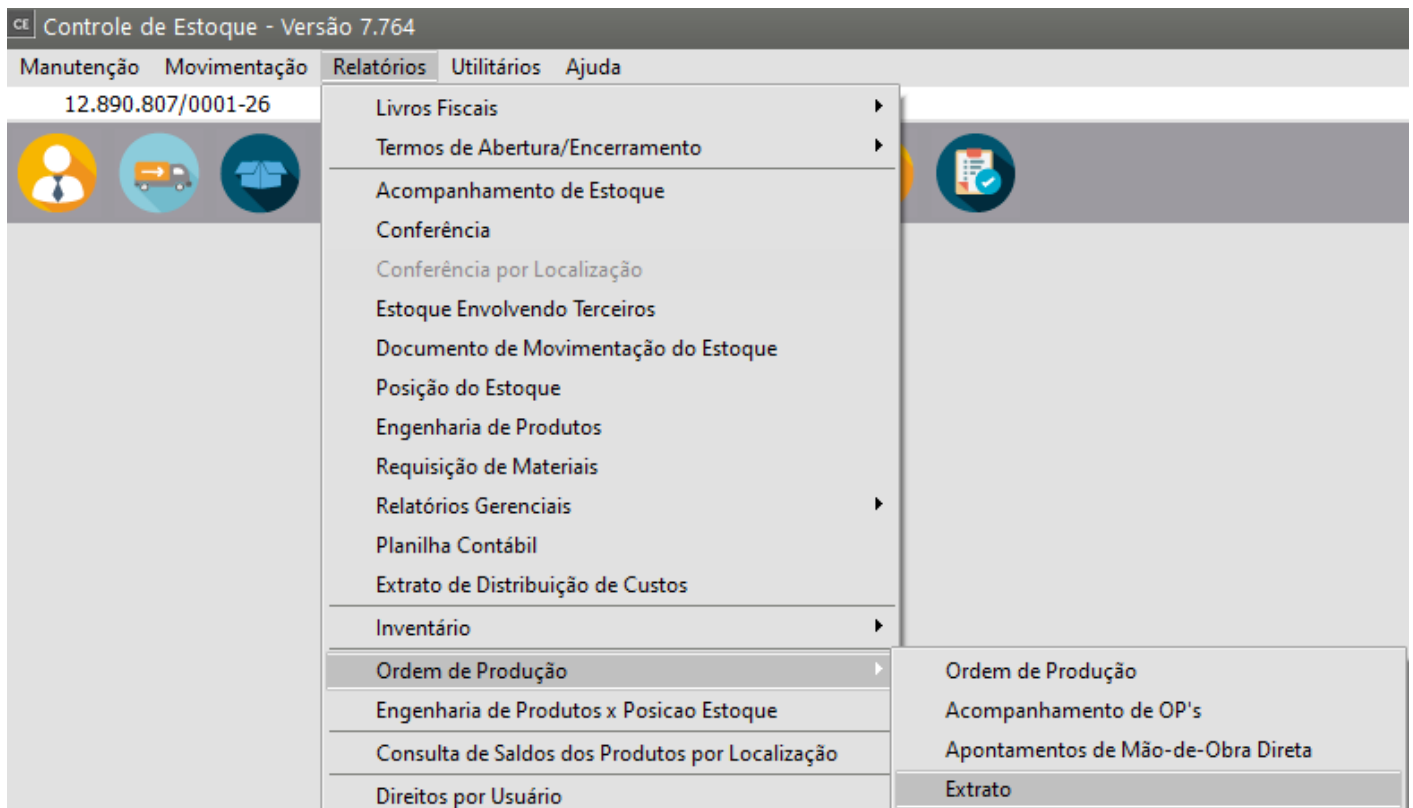 CE Controle de Estoque - Versão 7.764
Manutenção Movimentação Relatórios Utilitários Ajuda
12.890.807/0001-26
Livros Fiscais
Termos de Abertura/Encerramento
Acompanhamento de Estoque
Conferência
Conferência por Localização
Estoque Envolvendo Terceiros
Documento de Movimentação do Estoque
Posição do Estoque
Engenharia de Produtos
Requisição de Materiais
Relatórios Gerenciais
Planilha Contábil
Extrato de Distribuição de Custos
Inventário
Ordem de Produção
Engenharia de Produtos x Posicao Estoque
Consulta de Saldos dos Produtos por Localização
Direitos por Usuário
Ordem de Produção
Acompanhamento de OP's
Apontamentos de Mão-de-Obra Direta
Extrato